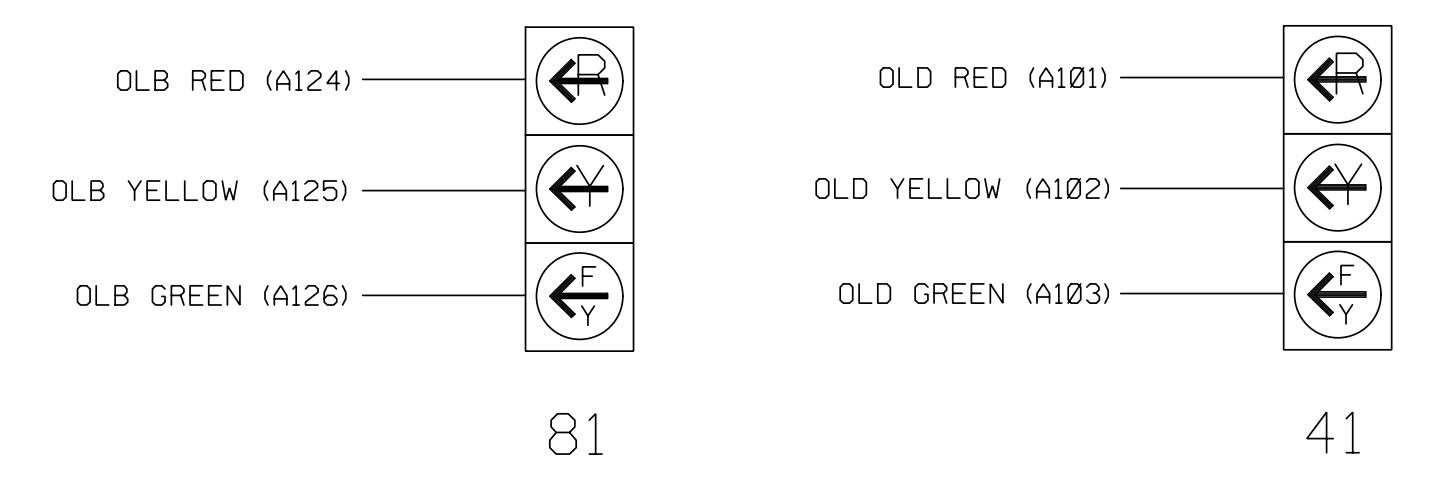 OLB RED (A124)
R
OLB YELLOW (A125)
Y
OLB GREEN (A126)
F
Y
81
OLD RED (A1Ø1)
R
OLD YELLOW (A1Ø2)
Y
OLD GREEN (A1Ø3)
F
Y
41